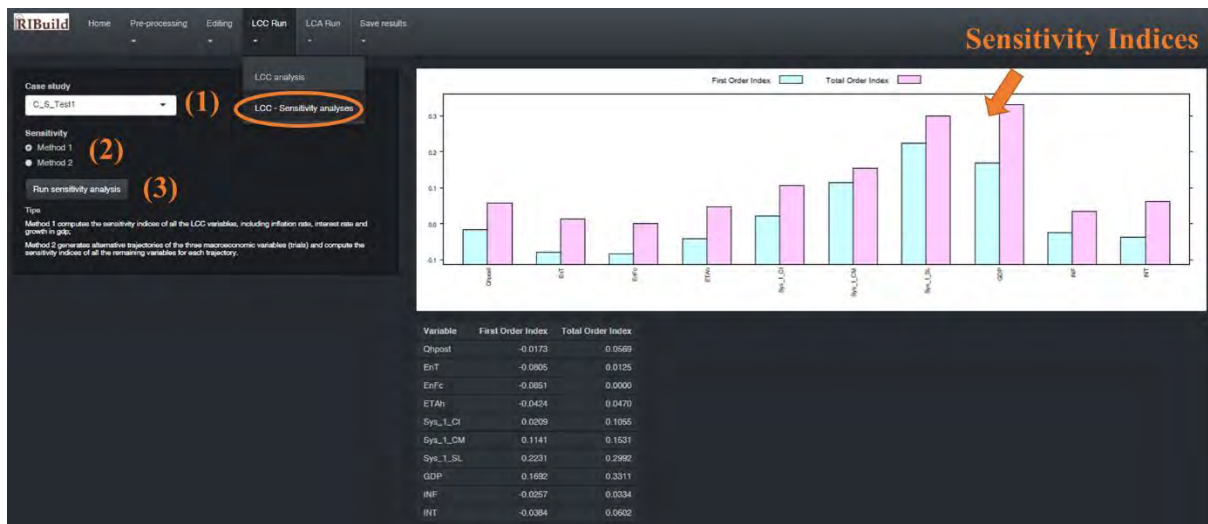 RIBuild Home Pre-processing Editing LCC Run LCA Run Save results
Sensitivity Indices
LCC analysis
LCC - Sensitivity analyses
Case study
C_S_Test1
(1)
Sensitivity
Method 1
Method 2
(2)
Run sensitivity analysis
(3)
Tips
Method 1 computes the sensitivity indices of all the LCC variables, including inflation rate, interest rate and
growth in gdp;
Method 2 generates alternative trajectories of the three macroeconomic variables (trials) and compute the
sensitivity indices of all the remaining variables for each trajectory.
First Order Index Total Order Index
0.3
0.2
0.1
0.0
-0.1
Qhpost EnT EnFc ETAh Sys_1_CI Sys_1_CM Sys_1_SL GDP INF INT
Variable First Order Index Total Order Index
Qhpost -0.0173 0.0569
EnT -0.0805 0.0125
EnFc -0.0851 0.0000
ETAh -0.0424 0.0470
Sys_1_CI 0.0209 0.1055
Sys_1_CM 0.1141 0.1531
Sys_1_SL 0.2231 0.2992
GDP 0.1692 0.3311
INF -0.0257 0.0334
INT -0.0384 0.0602